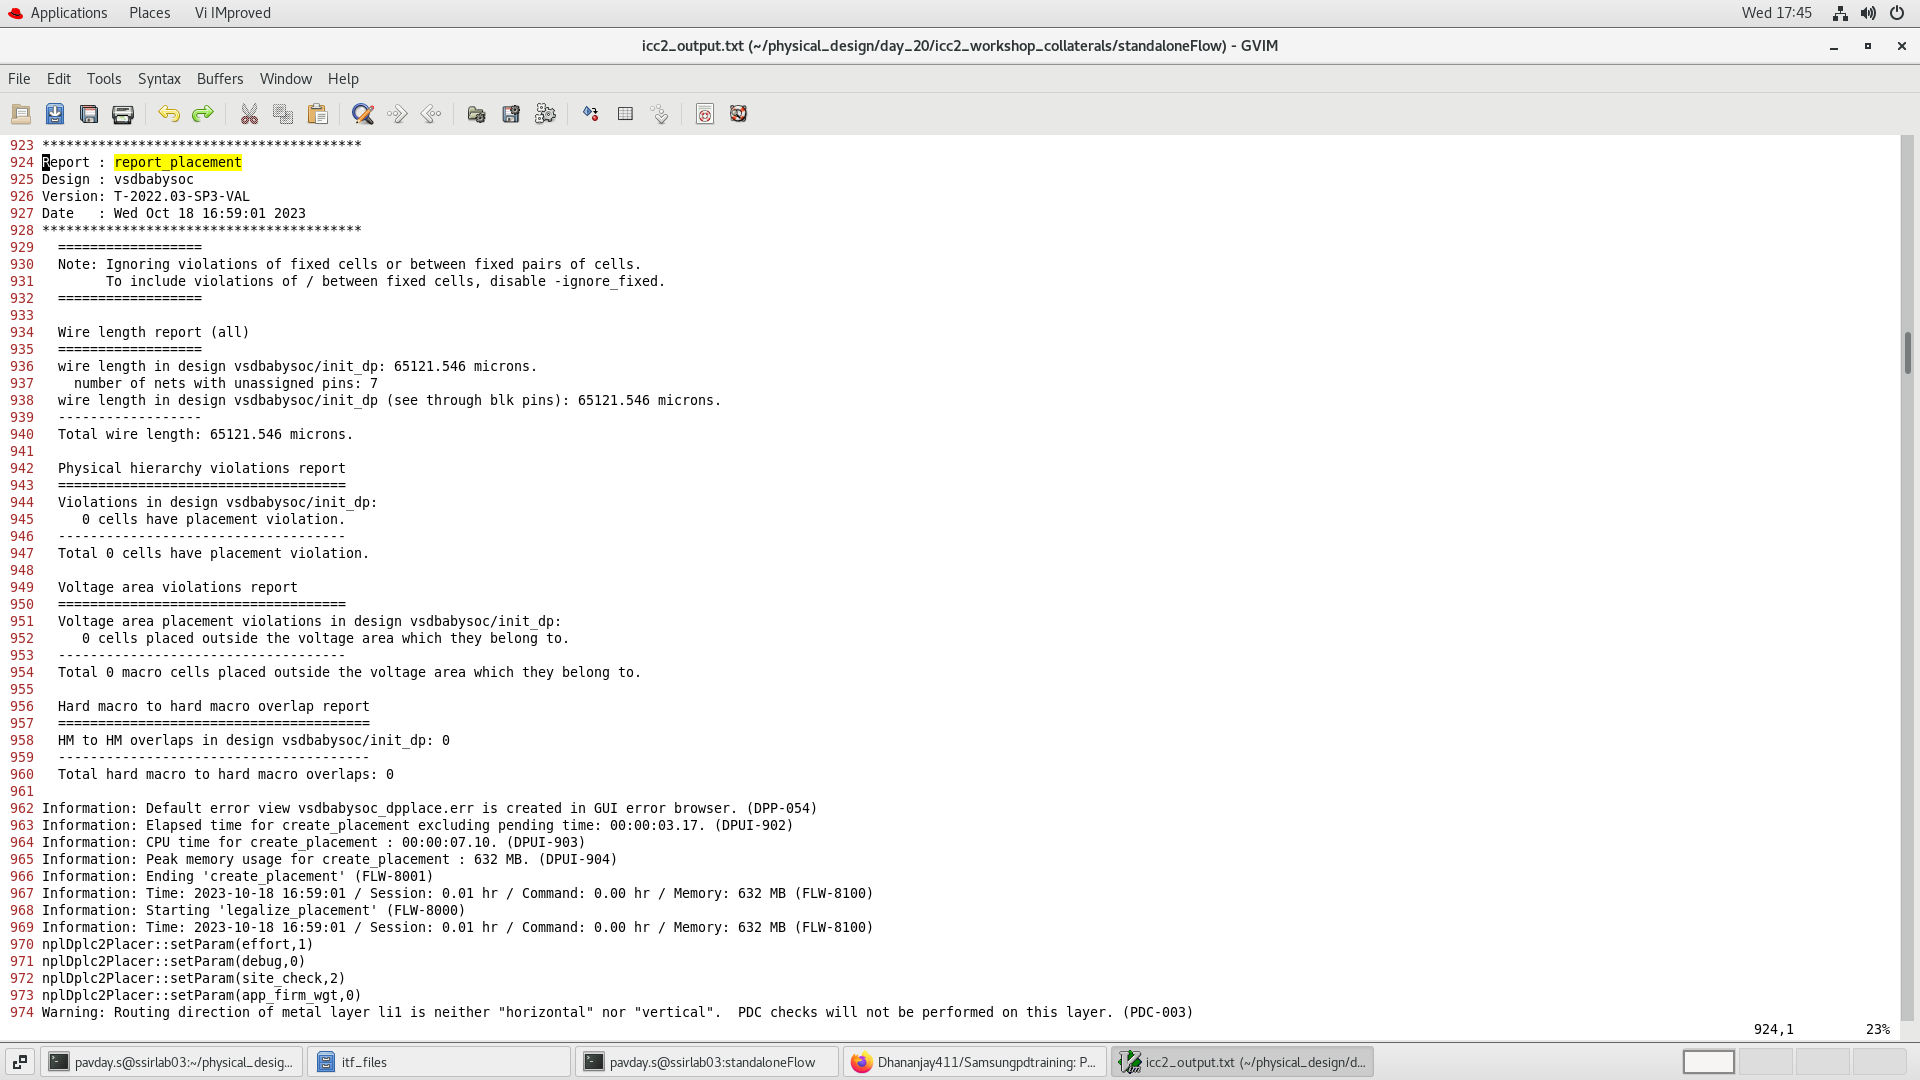 Applications Places Vi IMproved Wed 17:45
icc2_output.txt (~/physical_design/day_20/icc2_workshop_collaterals/standaloneFlow) - GVIM
File Edit Tools Syntax Buffers Window Help
923 ****************************************
924 Report : report_placement
925 Design : vsdbabysoc
926 Version: T-2022.03-SP3-VAL
927 Date   : Wed Oct 18 16:59:01 2023
928 ****************************************
929   ==================
930   Note: Ignoring violations of fixed cells or between fixed pairs of cells.
931         To include violations of / between fixed cells, disable -ignore_fixed.
932   ==================
933
934   Wire length report (all)
935   ==================
936   wire length in design vsdbabysoc/init_dp: 65121.546 microns.
937     number of nets with unassigned pins: 7
938   wire length in design vsdbabysoc/init_dp (see through blk pins): 65121.546 microns.
939   ------------------
940   Total wire length: 65121.546 microns.
941
942   Physical hierarchy violations report
943   ====================================
944   Violations in design vsdbabysoc/init_dp:
945      0 cells have placement violation.
946   ------------------------------------
947   Total 0 cells have placement violation.
948
949   Voltage area violations report
950   ====================================
951   Voltage area placement violations in design vsdbabysoc/init_dp:
952      0 cells placed outside the voltage area which they belong to.
953   ------------------------------------
954   Total 0 macro cells placed outside the voltage area which they belong to.
955
956   Hard macro to hard macro overlap report
957   =======================================
958   HM to HM overlaps in design vsdbabysoc/init_dp: 0
959   ---------------------------------------
960   Total hard macro to hard macro overlaps: 0
961
962 Information: Default error view vsdbabysoc_dpplace.err is created in GUI error browser. (DPP-054)
963 Information: Elapsed time for create_placement excluding pending time: 00:00:03.17. (DPUI-902)
964 Information: CPU time for create_placement : 00:00:07.10. (DPUI-903)
965 Information: Peak memory usage for create_placement : 632 MB. (DPUI-904)
966 Information: Ending 'create_placement' (FLW-8001)
967 Information: Time: 2023-10-18 16:59:01 / Session: 0.01 hr / Command: 0.00 hr / Memory: 632 MB (FLW-8100)
968 Information: Starting 'legalize_placement' (FLW-8000)
969 Information: Time: 2023-10-18 16:59:01 / Session: 0.01 hr / Command: 0.00 hr / Memory: 632 MB (FLW-8100)
970 nplDplc2Placer::setParam(effort,1)
971 nplDplc2Placer::setParam(debug,0)
972 nplDplc2Placer::setParam(site_check,2)
973 nplDplc2Placer::setParam(app_firm_wgt,0)
974 Warning: Routing direction of metal layer li1 is neither "horizontal" nor "vertical".  PDC checks will not be performed on this layer. (PDC-003)
924,1 23%
pavday.s@ssirlab03:~/physical_desig... itf_files pavday.s@ssirlab03:standaloneFlow Dhananjay411/Samsungpdtraining: P... icc2_output.txt (~/physical_design/d...